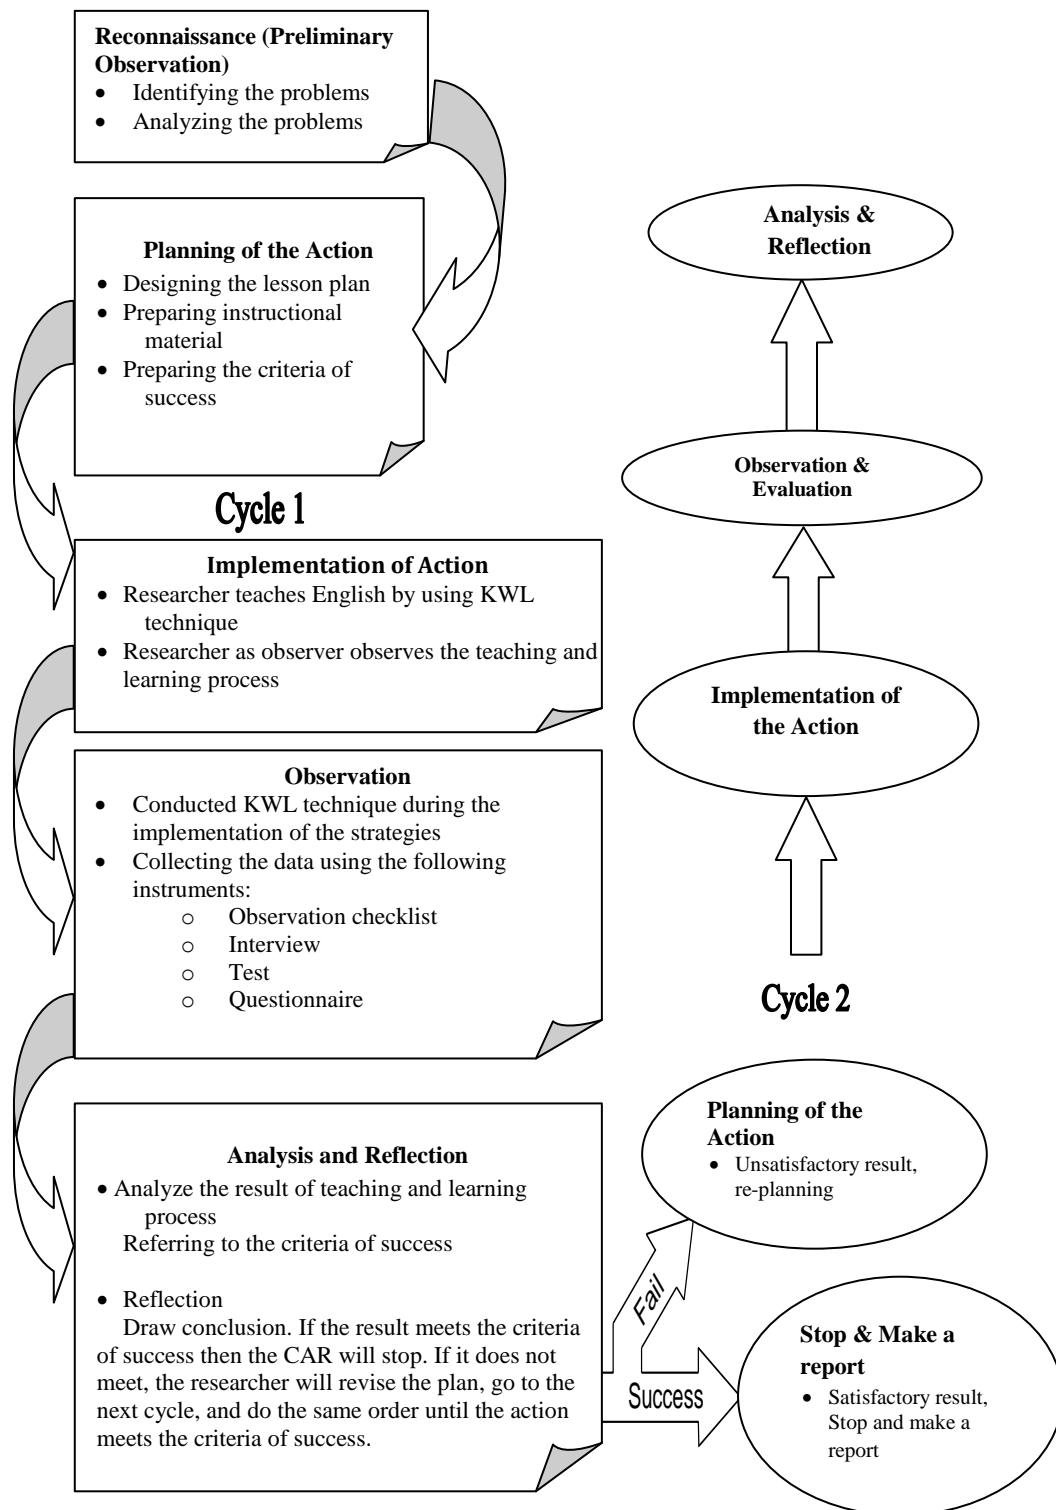 Reconnaissance (Preliminary
Observation)
• Identifying the problems
• Analyzing the problems
Planning of the Action
• Designing the lesson plan
• Preparing instructional
material
• Preparing the criteria of
success
Cycle 1
Implementation of Action
• Researcher teaches English by using KWL
technique
• Researcher as observer observes the teaching and
learning process
Observation
• Conducted KWL technique during the
implementation of the strategies
• Collecting the data using the following
instruments:
o Observation checklist
o Interview
o Test
o Questionnaire
Analysis and Reflection
• Analyze the result of teaching and learning
process
Referring to the criteria of success
• Reflection
Draw conclusion. If the result meets the criteria
of success then the CAR will stop. If it does not
meet, the researcher will revise the plan, go to the
next cycle, and do the same order until the action
meets the criteria of success.
Fail
Success
Planning of the
Action
• Unsatisfactory result,
re-planning
Stop & Make a
report
• Satisfactory result,
Stop and make a
report
Cycle 2
Implementation of
the Action
Observation &
Evaluation
Analysis &
Reflection